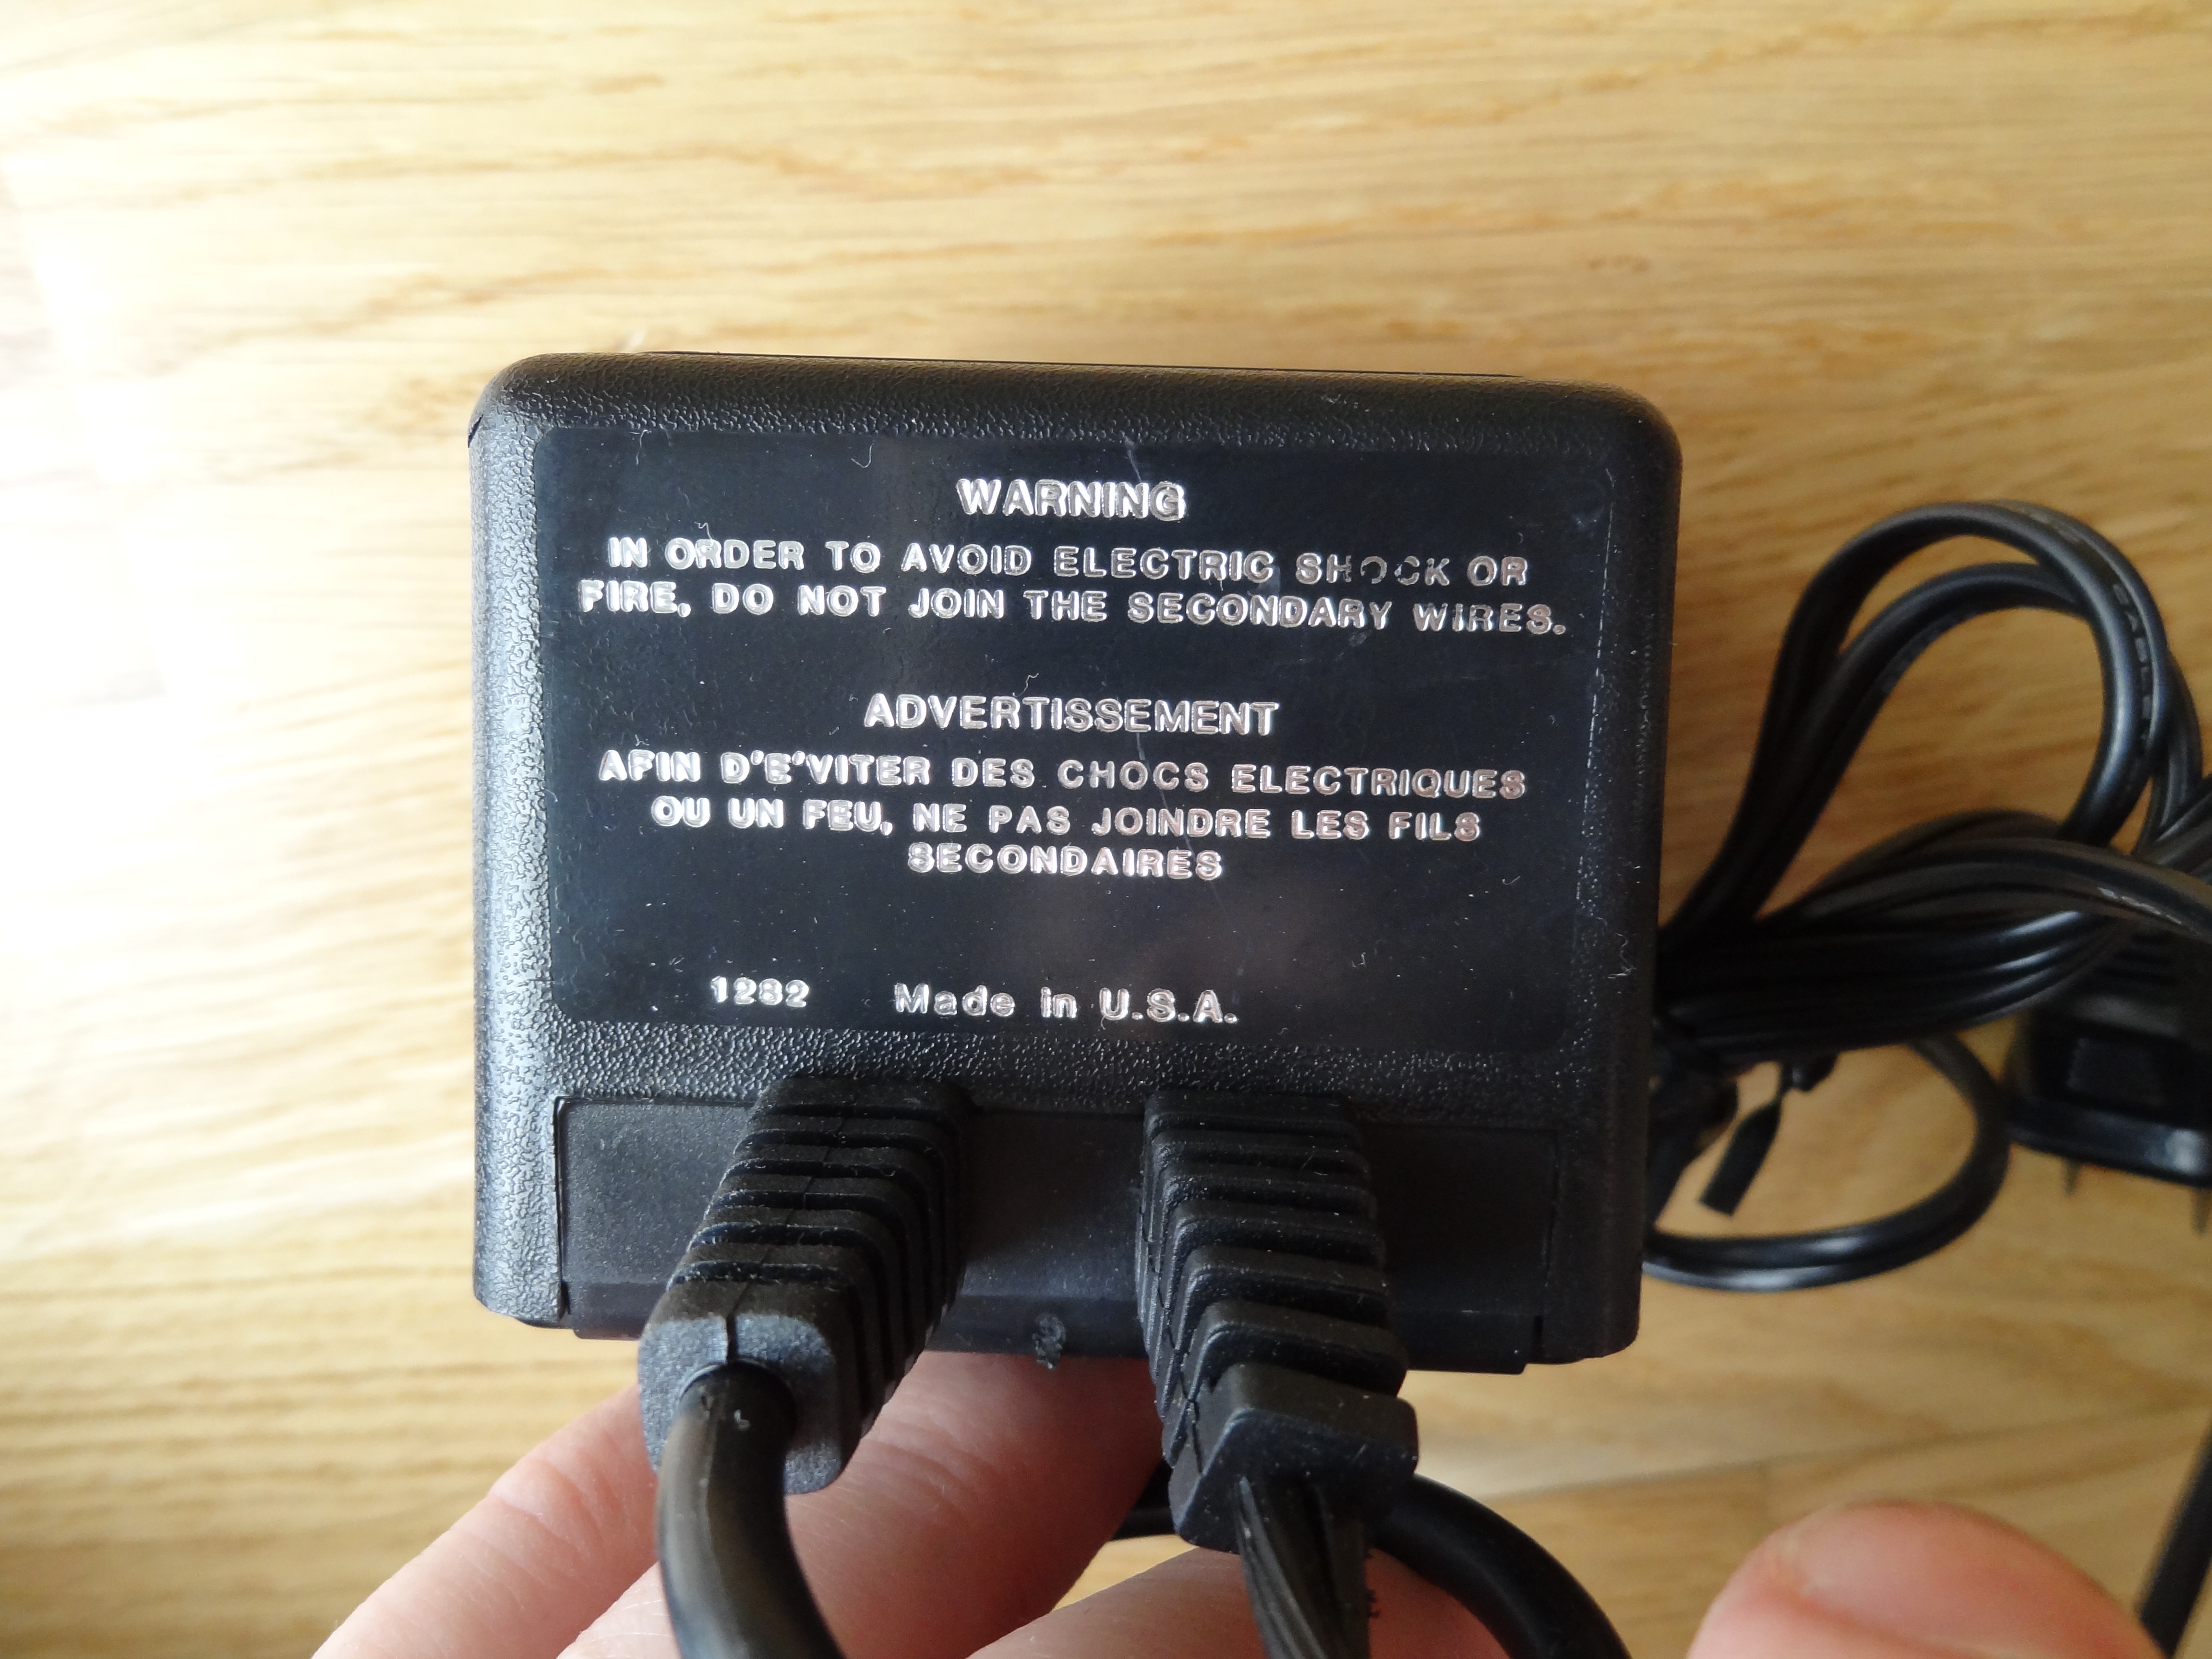 WARNING
IN ORDER TO AVOID ELECTRIC SHOCK OR
FIRE, DO NOT JOIN THE SECONDARY WIRES.
ADVERTISSEMENT
AFIN D'E'VITER DES CHOCS ELECTRIQUES
OU UN FEU, NE PAS JOINDRE LES FILS
SECONDAIRES
1282 Made in U.S.A.